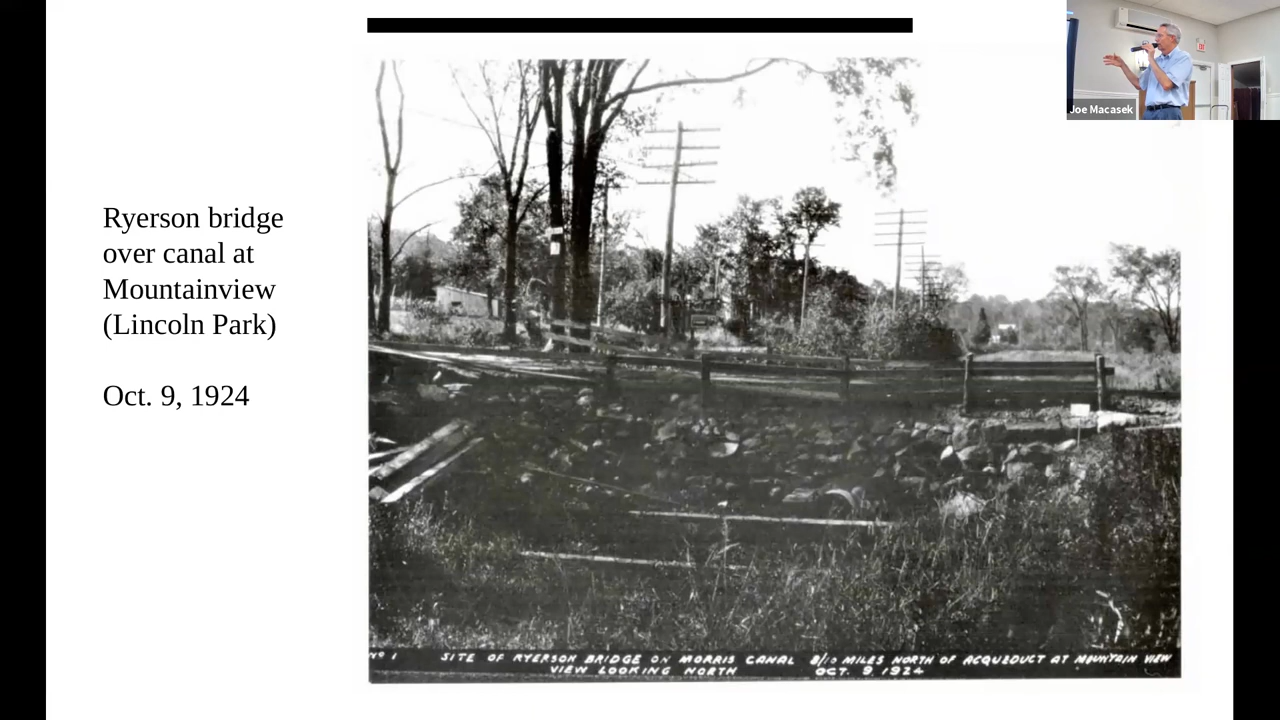 Ryerson bridge
over canal at
Mountainview
(Lincoln Park)
Oct. 9, 1924
Joe Macasek
Nº 1 SITE OF RYERSON BRIDGE ON MORRIS CANAL 8/10 MILES NORTH OF ACQUEDUCT AT MOUNTAIN VIEW
VIEW LOOKING NORTH OCT. 9, 1924